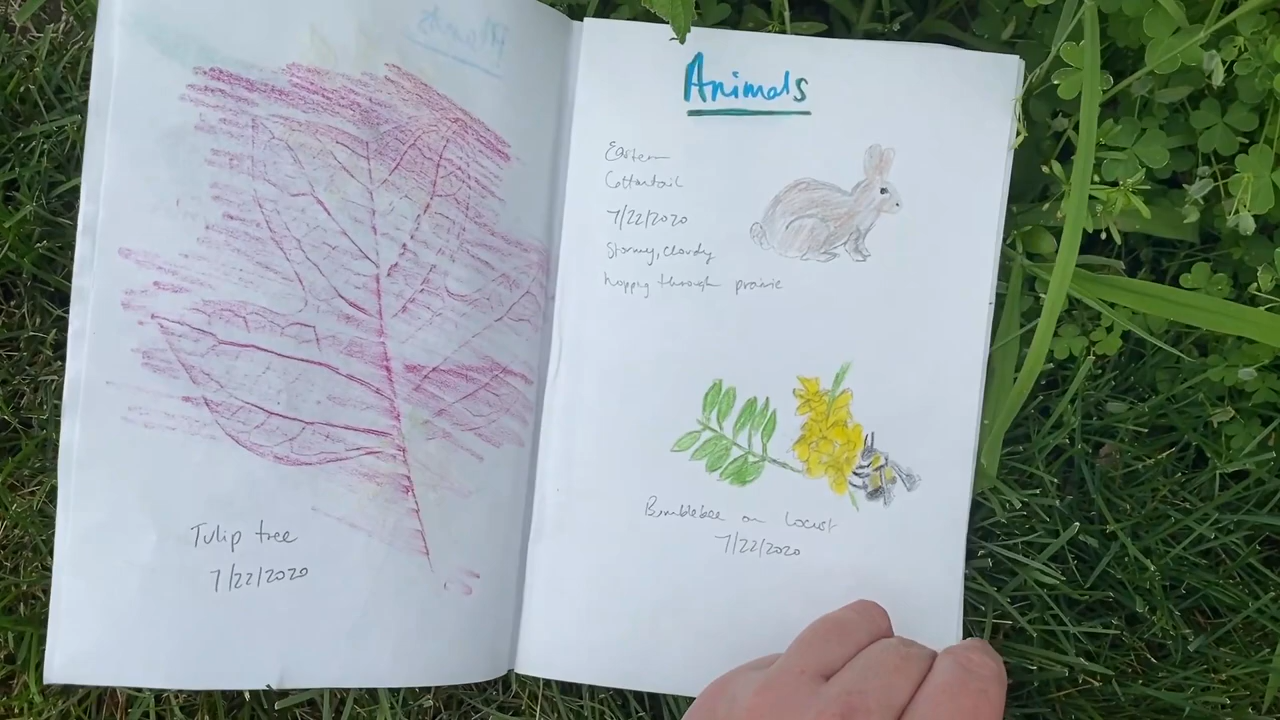 Tulip tree
7/22/2020
Animals
Eastern
Cottontail
7/22/2020
Stormy, cloudy
hopping through prairie
Bumblebee on Locust
7/22/2020